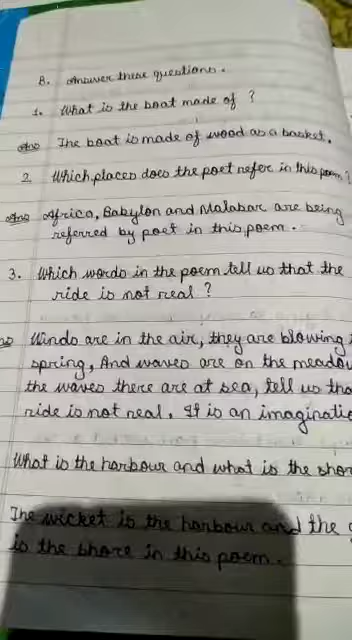 B. Answer these questions.
1. What is the boat made of ?
Ans The boat is made of wood as a basket.
2. Which places does the poet refer in this poem ?
Ans Africa, Babylon and Malabar are being
referred by poet in this poem.
3. Which words in the poem tell us that the
ride is not real ?
Winds are in the air, they are blowing
spring, And waves are on the
the waves there are at sea, tell us
ride is not real. It is an
What is the harbour and what is the
The wicket is the harbour and the
is the shore in this poem.